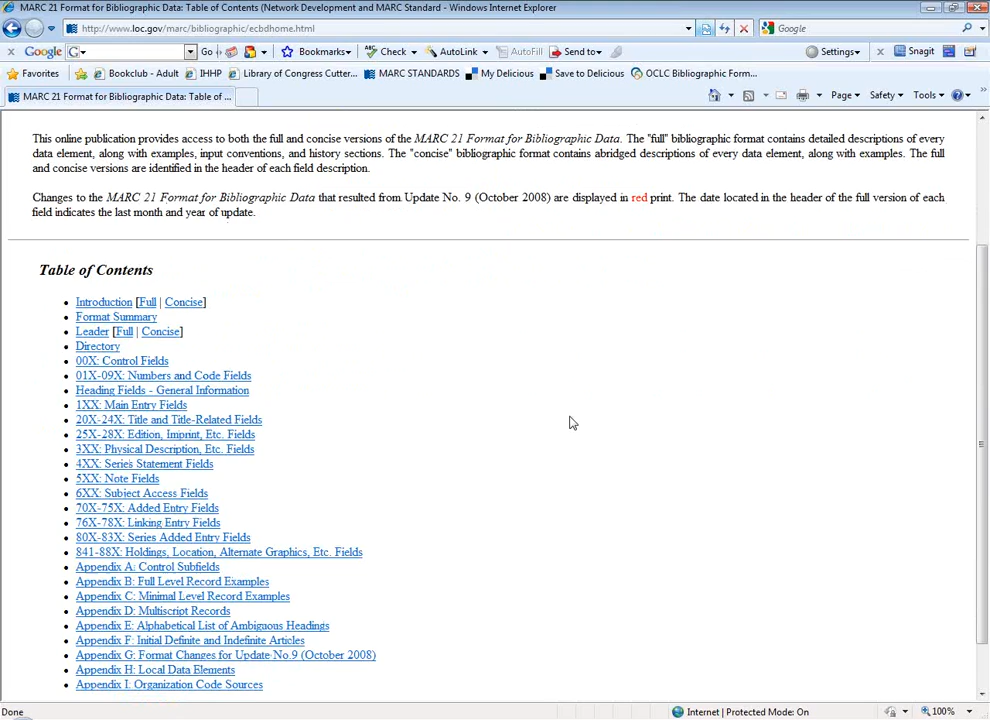 MARC 21 Format for Bibliographic Data: Table of Contents (Network Development and MARC Standard - Windows Internet Explorer
http://www.loc.gov/marc/bibliographic/ecbdhome.html
Google
Google Go Bookmarks Check AutoLink AutoFill Send to Settings Snagit
Favorites Bookclub - Adult IHHP Library of Congress Cutter... MARC STANDARDS My Delicious Save to Delicious OCLC Bibliographic Form...
MARC 21 Format for Bibliographic Data: Table of ... Page Safety Tools
This online publication provides access to both the full and concise versions of the MARC 21 Format for Bibliographic Data. The "full" bibliographic format contains detailed descriptions of every
data element, along with examples, input conventions, and history sections. The "concise" bibliographic format contains abridged descriptions of every data element, along with examples. The full
and concise versions are identified in the header of each field description.
Changes to the MARC 21 Format for Bibliographic Data that resulted from Update No. 9 (October 2008) are displayed in red print. The date located in the header of the full version of each
field indicates the last month and year of update.
Table of Contents
Introduction [Full | Concise]
Format Summary
Leader [Full | Concise]
Directory
00X: Control Fields
01X-09X: Numbers and Code Fields
Heading Fields - General Information
1XX: Main Entry Fields
20X-24X: Title and Title-Related Fields
25X-28X: Edition, Imprint, Etc. Fields
3XX: Physical Description, Etc. Fields
4XX: Series Statement Fields
5XX: Note Fields
6XX: Subject Access Fields
70X-75X: Added Entry Fields
76X-78X: Linking Entry Fields
80X-83X: Series Added Entry Fields
841-88X: Holdings, Location, Alternate Graphics, Etc. Fields
Appendix A: Control Subfields
Appendix B: Full Level Record Examples
Appendix C: Minimal Level Record Examples
Appendix D: Multiscript Records
Appendix E: Alphabetical List of Ambiguous Headings
Appendix F: Initial Definite and Indefinite Articles
Appendix G: Format Changes for Update No.9 (October 2008)
Appendix H: Local Data Elements
Appendix I: Organization Code Sources
Done Internet | Protected Mode: On 100%